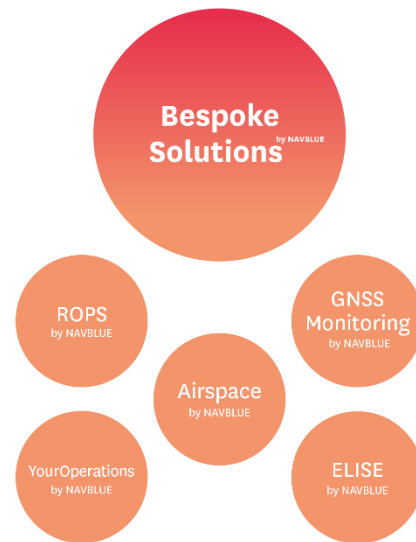 Bespoke
Solutions by NAVBLUE
ROPS
by NAVBLUE
GNSS
Monitoring
by NAVBLUE
Airspace
by NAVBLUE
YourOperations
by NAVBLUE
ELISE
by NAVBLUE